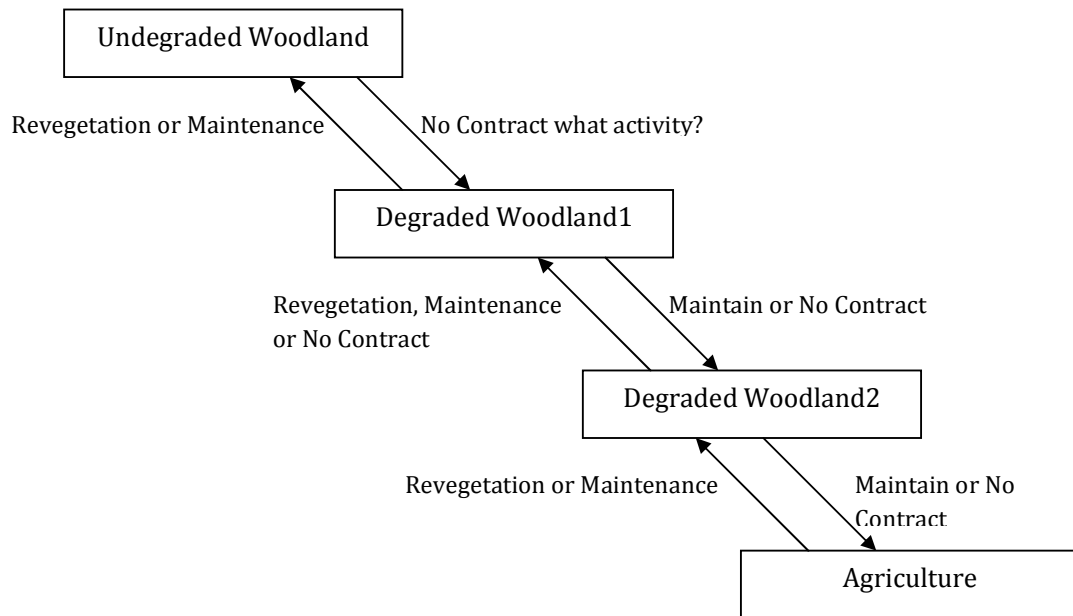 Undegraded Woodland
Revegetation or Maintenance
No Contract what activity?
Degraded Woodland1
Revegetation, Maintenance
or No Contract
Maintain or No Contract
Degraded Woodland2
Revegetation or Maintenance
Maintain or No
Contract
Agriculture